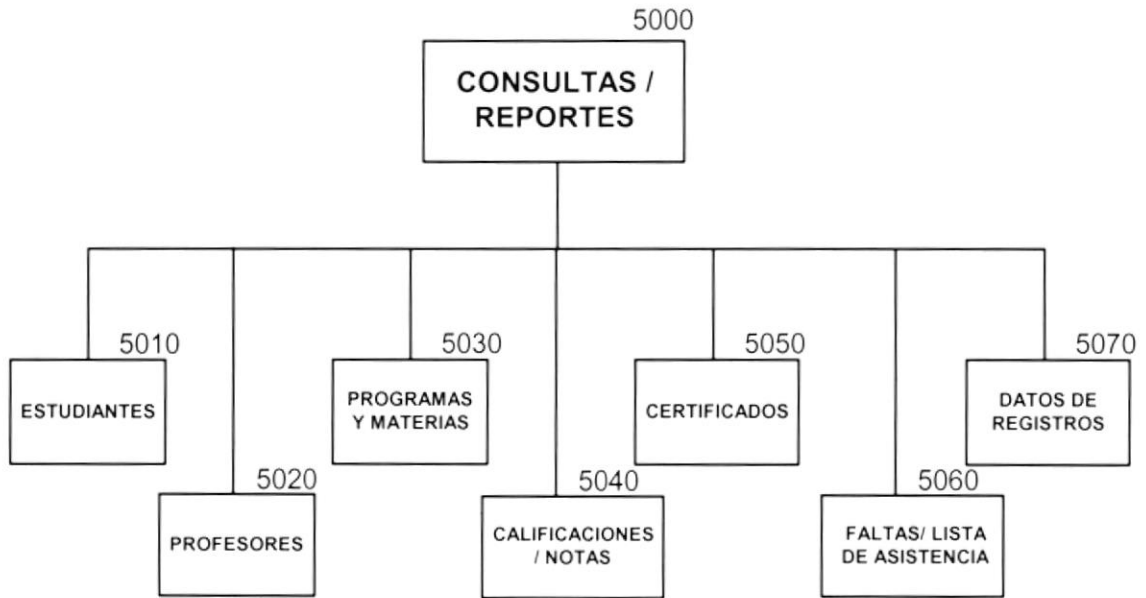 5000
CONSULTAS /
REPORTES
5010
ESTUDIANTES
5020
PROFESORES
5030
PROGRAMAS
Y MATERIAS
5040
CALIFICACIONES
/ NOTAS
5050
CERTIFICADOS
5060
FALTAS/ LISTA
DE ASISTENCIA
5070
DATOS DE
REGISTROS